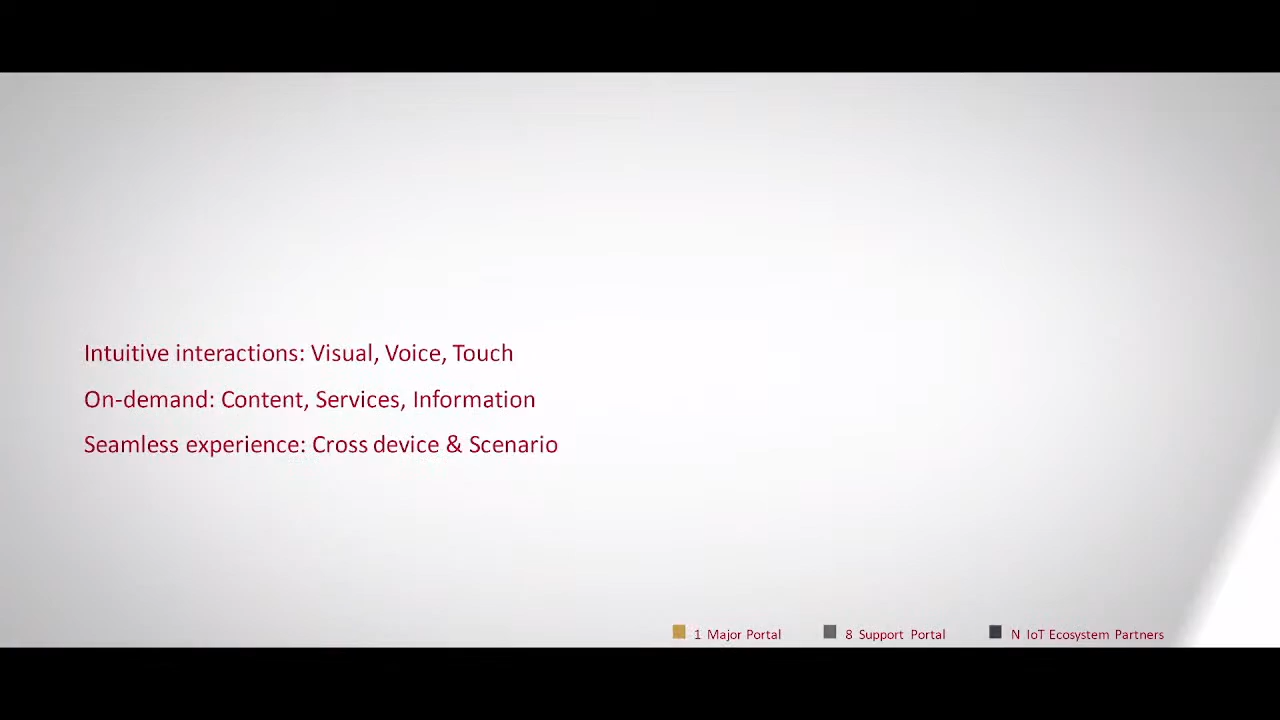 Intuitive interactions: Visual, Voice, Touch
On-demand: Content, Services, Information
Seamless experience: Cross device & Scenario
1 Major Portal
8 Support Portal
N IoT Ecosystem Partners